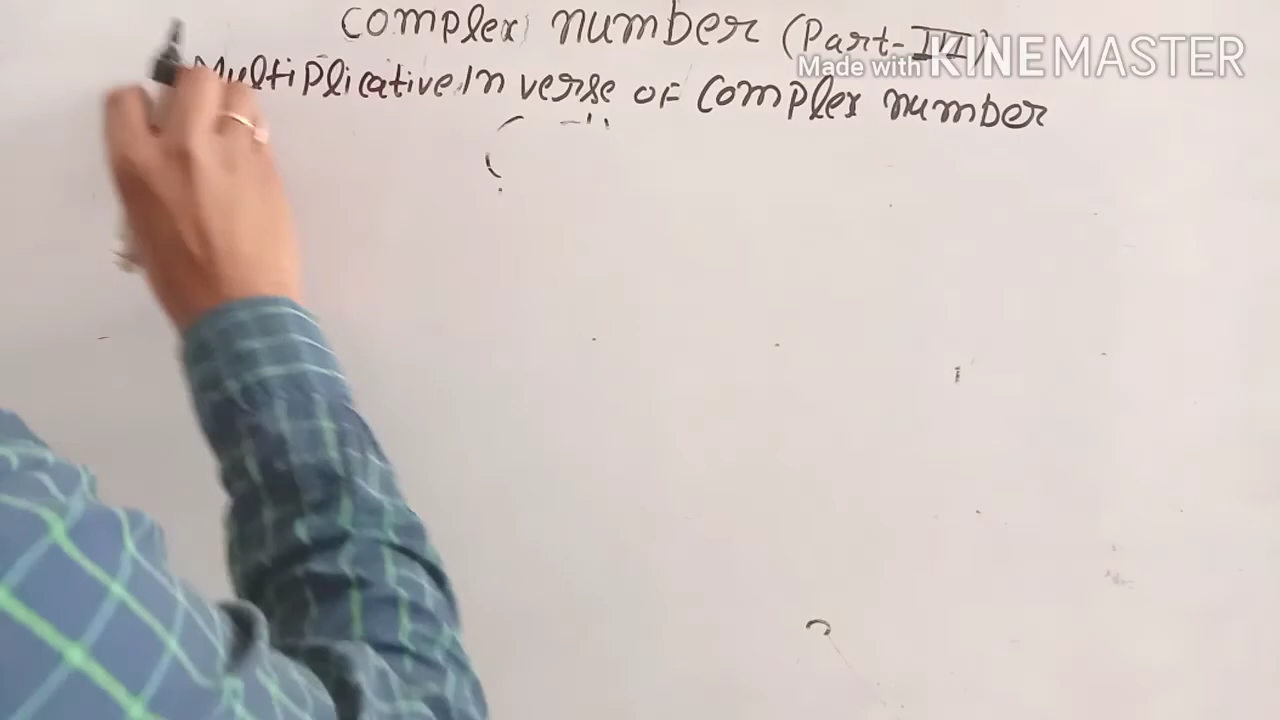 Complex number (Part-
Made with KINEMASTER
Multiplicative Inverse of Complex number